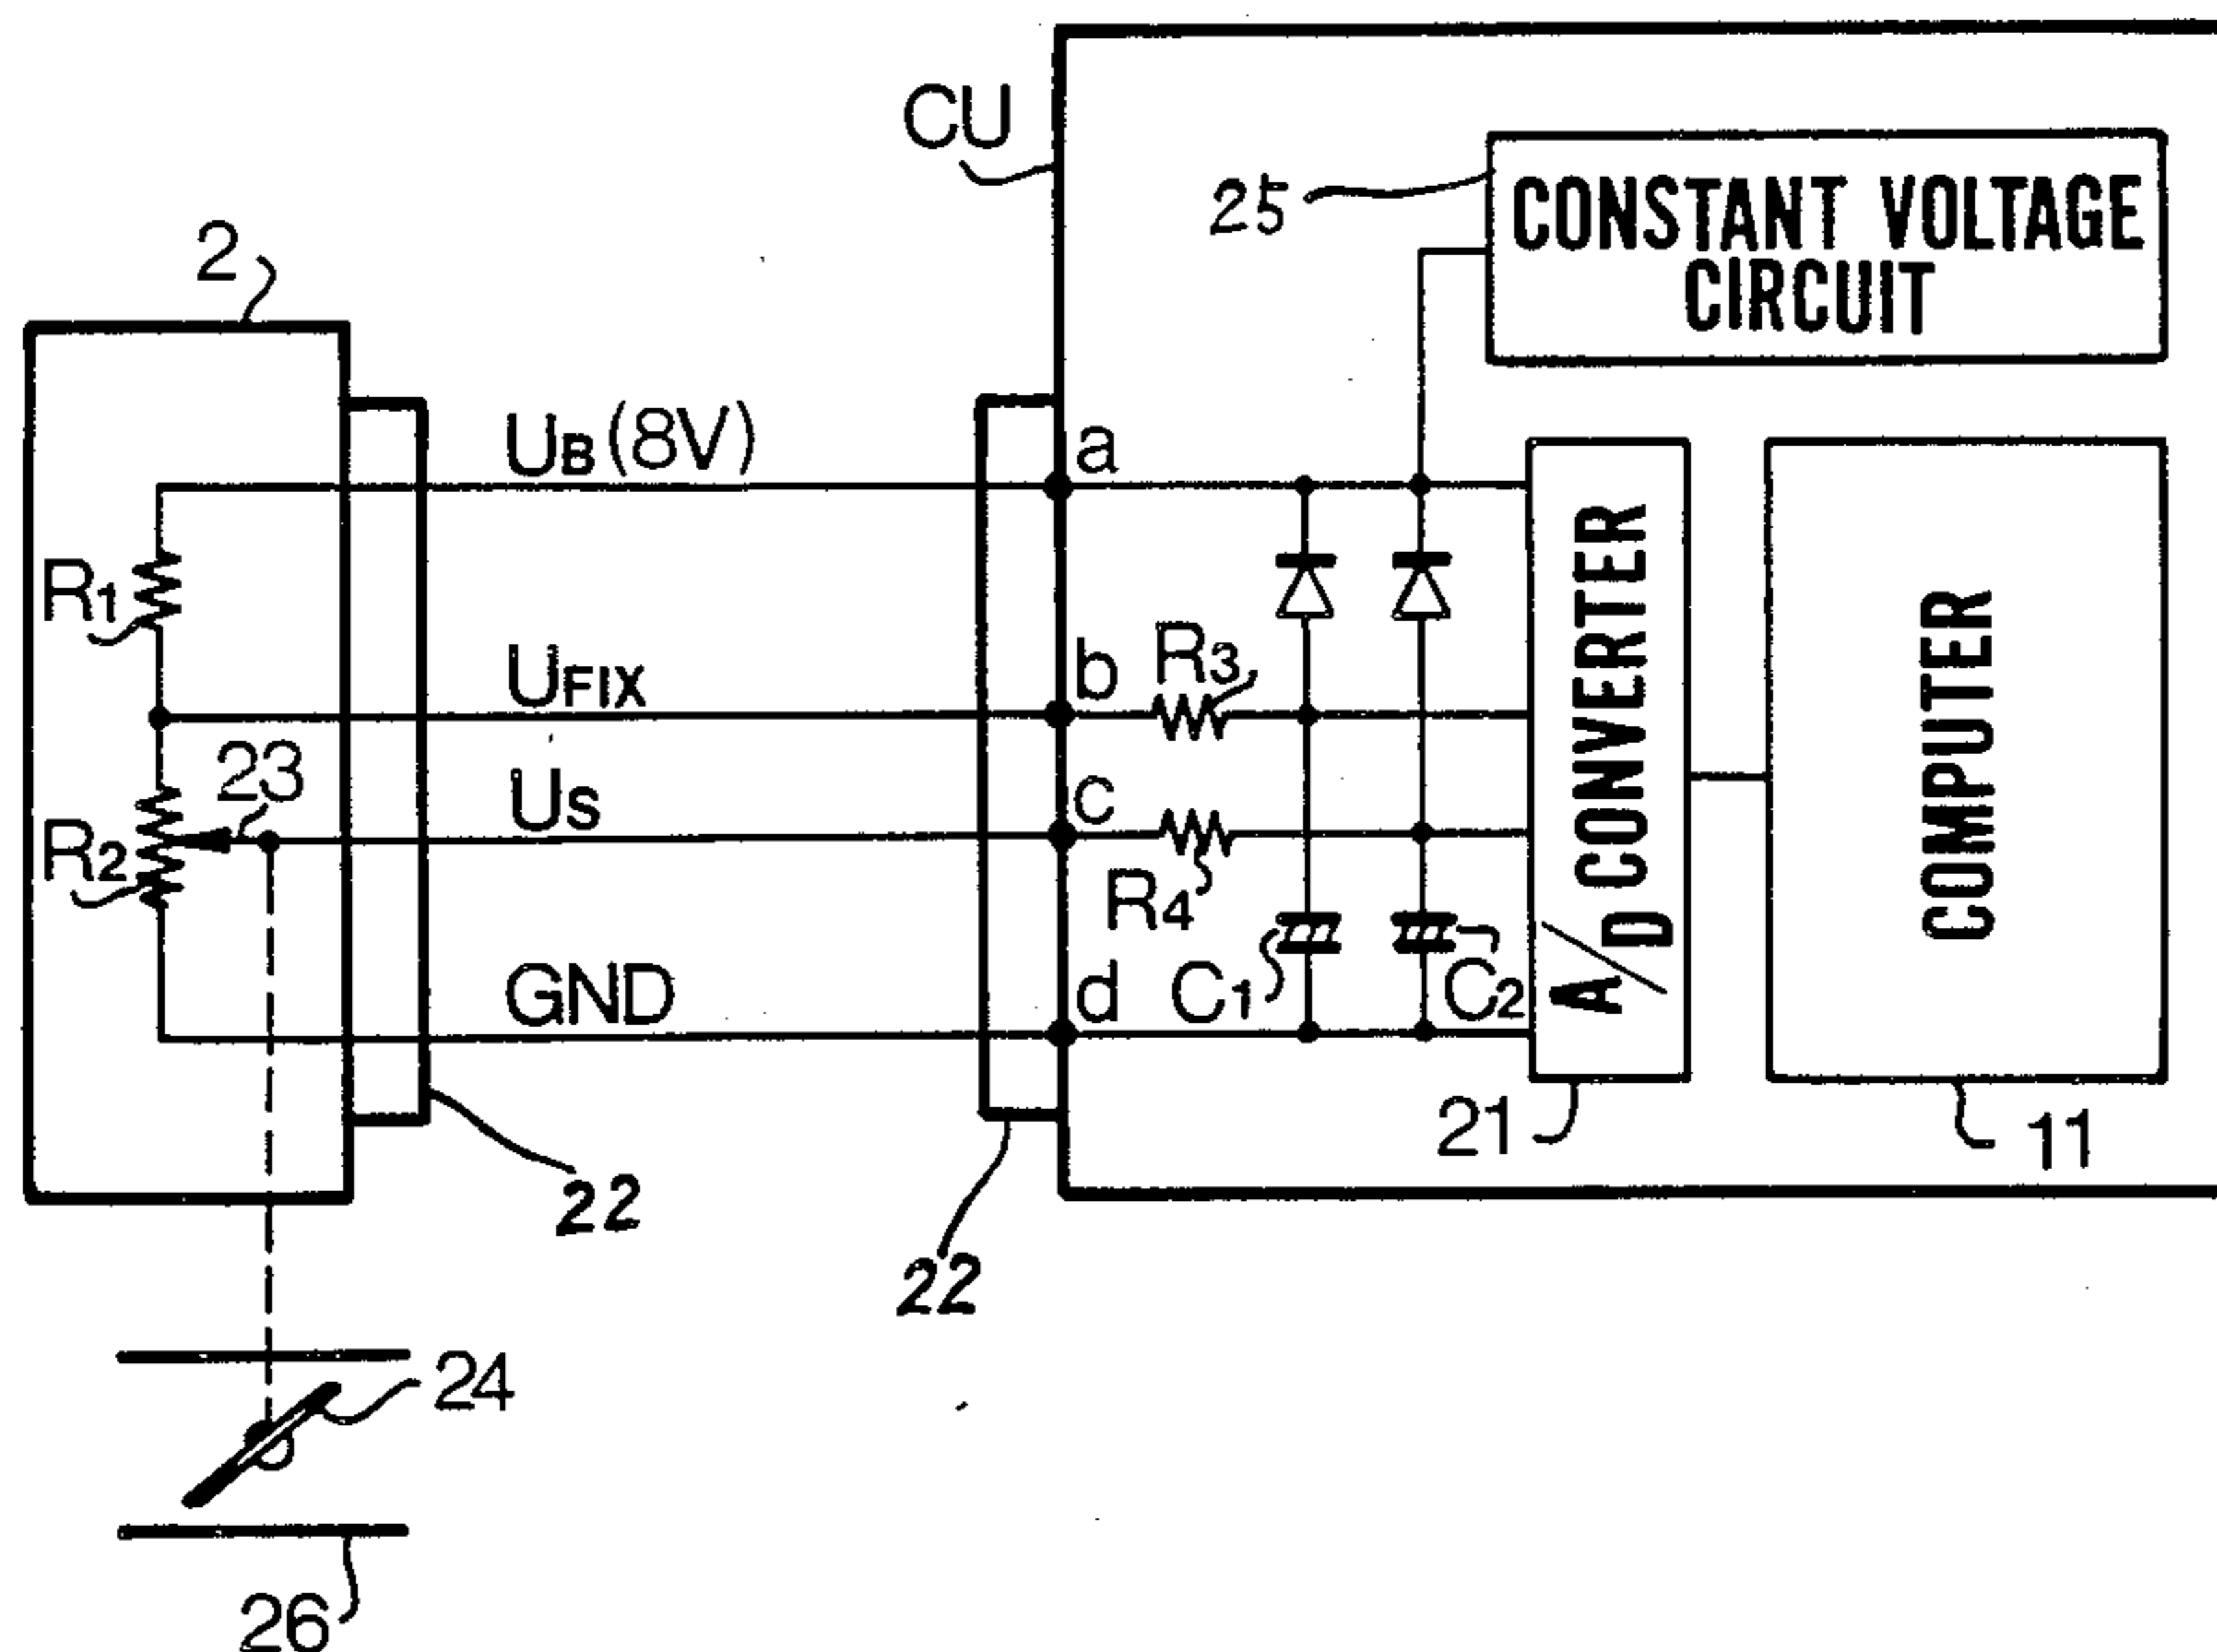 CU
25
CONSTANT VOLTAGE
CIRCUIT
2
UB(8V)
a
R1
UFIX
b
R3
23
US
c
R2
R4
GND
d
C1
C2
A/D CONVERTER
COMPUTER
21
11
22
22
24
26